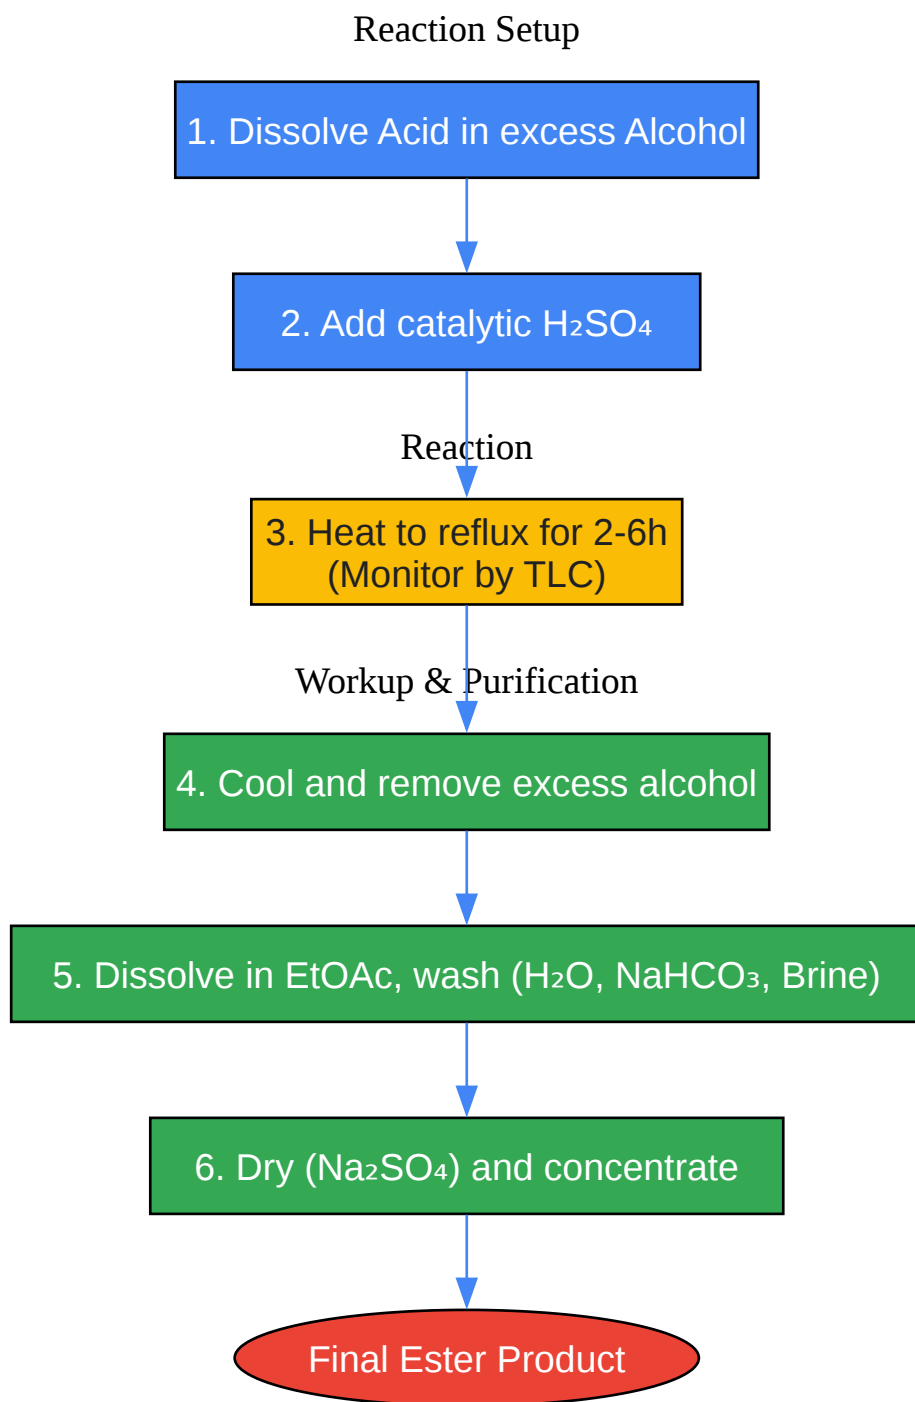 Reaction Setup
1. Dissolve Acid in excess Alcohol
2. Add catalytic H₂SO₄
Reaction
3. Heat to reflux for 2-6h
(Monitor by TLC)
Workup & Purification
4. Cool and remove excess alcohol
5. Dissolve in EtOAc, wash (H₂O, NaHCO₃, Brine)
6. Dry (Na₂SO₄) and concentrate
Final Ester Product